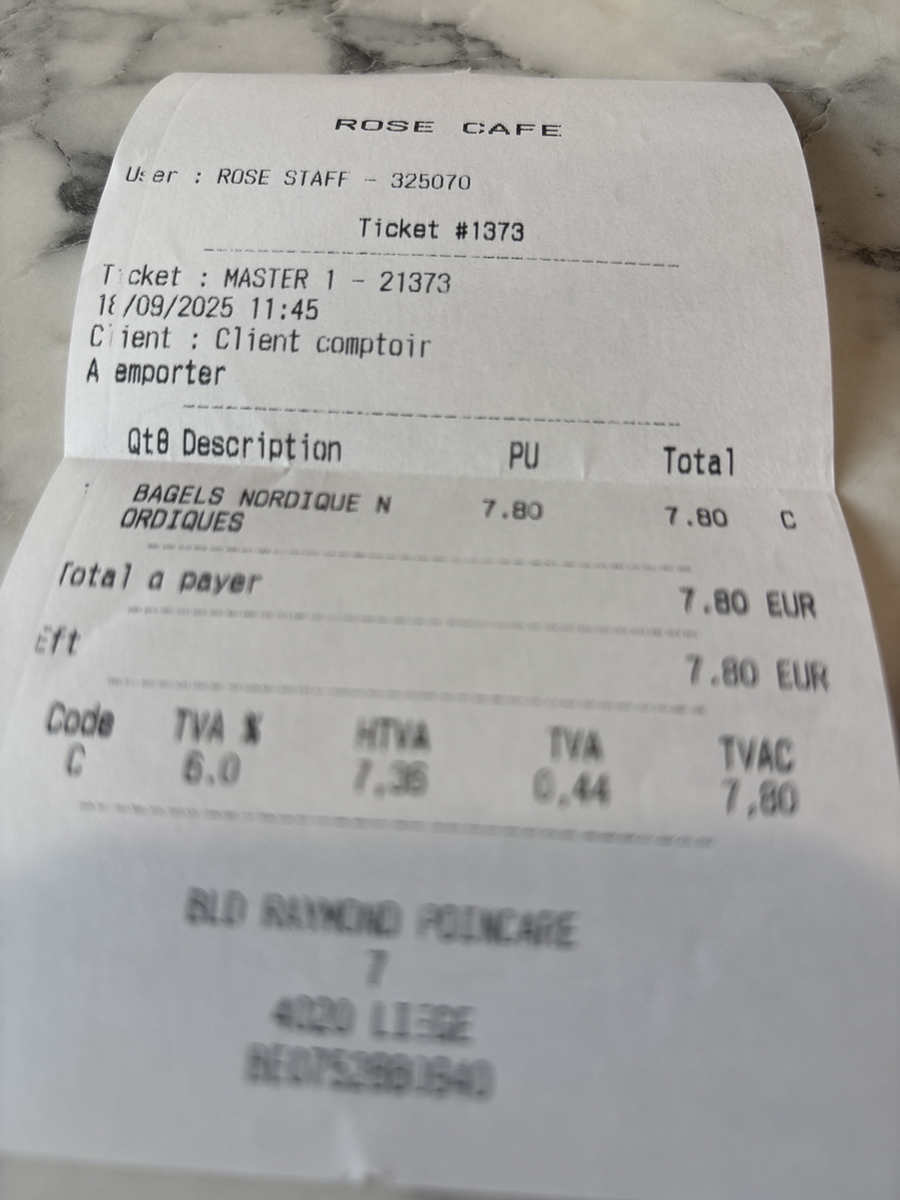 ROSE CAFE
User : ROSE STAFF - 325070
Ticket #1373
Ticket : MASTER 1 - 21373
18/09/2025 11:45
Client : Client comptoir
A emporter
Qt8 Description PU Total
BAGELS NORDIQUE N 7.80 7.80 C
ORDIQUES
Total a payer 7.80 EUR
Eft 7.80 EUR
Code TVA % HTVA TVA TVAC
C 6.0 7.36 0.44 7.80
BLD RAYMOND POINCARE
7
4020 LIEGE